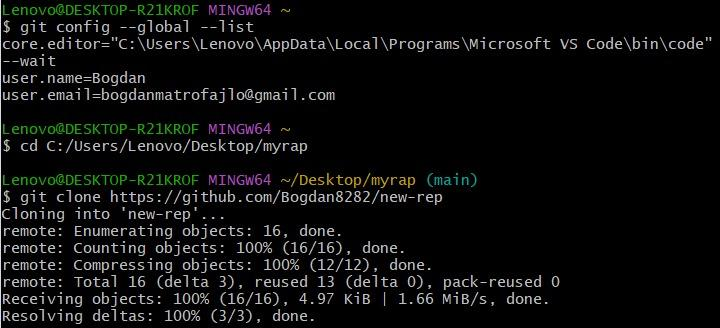 Lenovo@DESKTOP-R21KROF MINGW64 ~
$ git config --global --list
core.editor="C:\Users\Lenovo\AppData\Local\Programs\Microsoft VS Code\bin\code"
--wait
user.name=Bogdan
user.email=bogdanmatrofajlo@gmail.com
Lenovo@DESKTOP-R21KROF MINGW64 ~
$ cd C:/Users/Lenovo/Desktop/myrap
Lenovo@DESKTOP-R21KROF MINGW64 ~/Desktop/myrap (main)
$ git clone https://github.com/Bogdan8282/new-rep
Cloning into 'new-rep'...
remote: Enumerating objects: 16, done.
remote: Counting objects: 100% (16/16), done.
remote: Compressing objects: 100% (12/12), done.
remote: Total 16 (delta 3), reused 13 (delta 0), pack-reused 0
Receiving objects: 100% (16/16), 4.97 KiB | 1.66 MiB/s, done.
Resolving deltas: 100% (3/3), done.